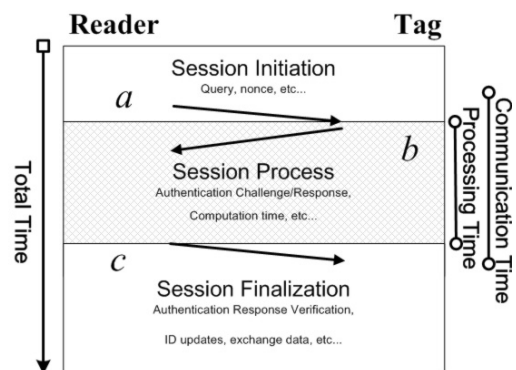 Reader
Tag
Session Initiation
Query, nonce, etc...
a
b
Session Process
Authentication Challenge/Response,
Computation time, etc...
c
Session Finalization
Authentication Response Verification,
ID updates, exchange data, etc...
Total Time
Processing Time
Communication Time